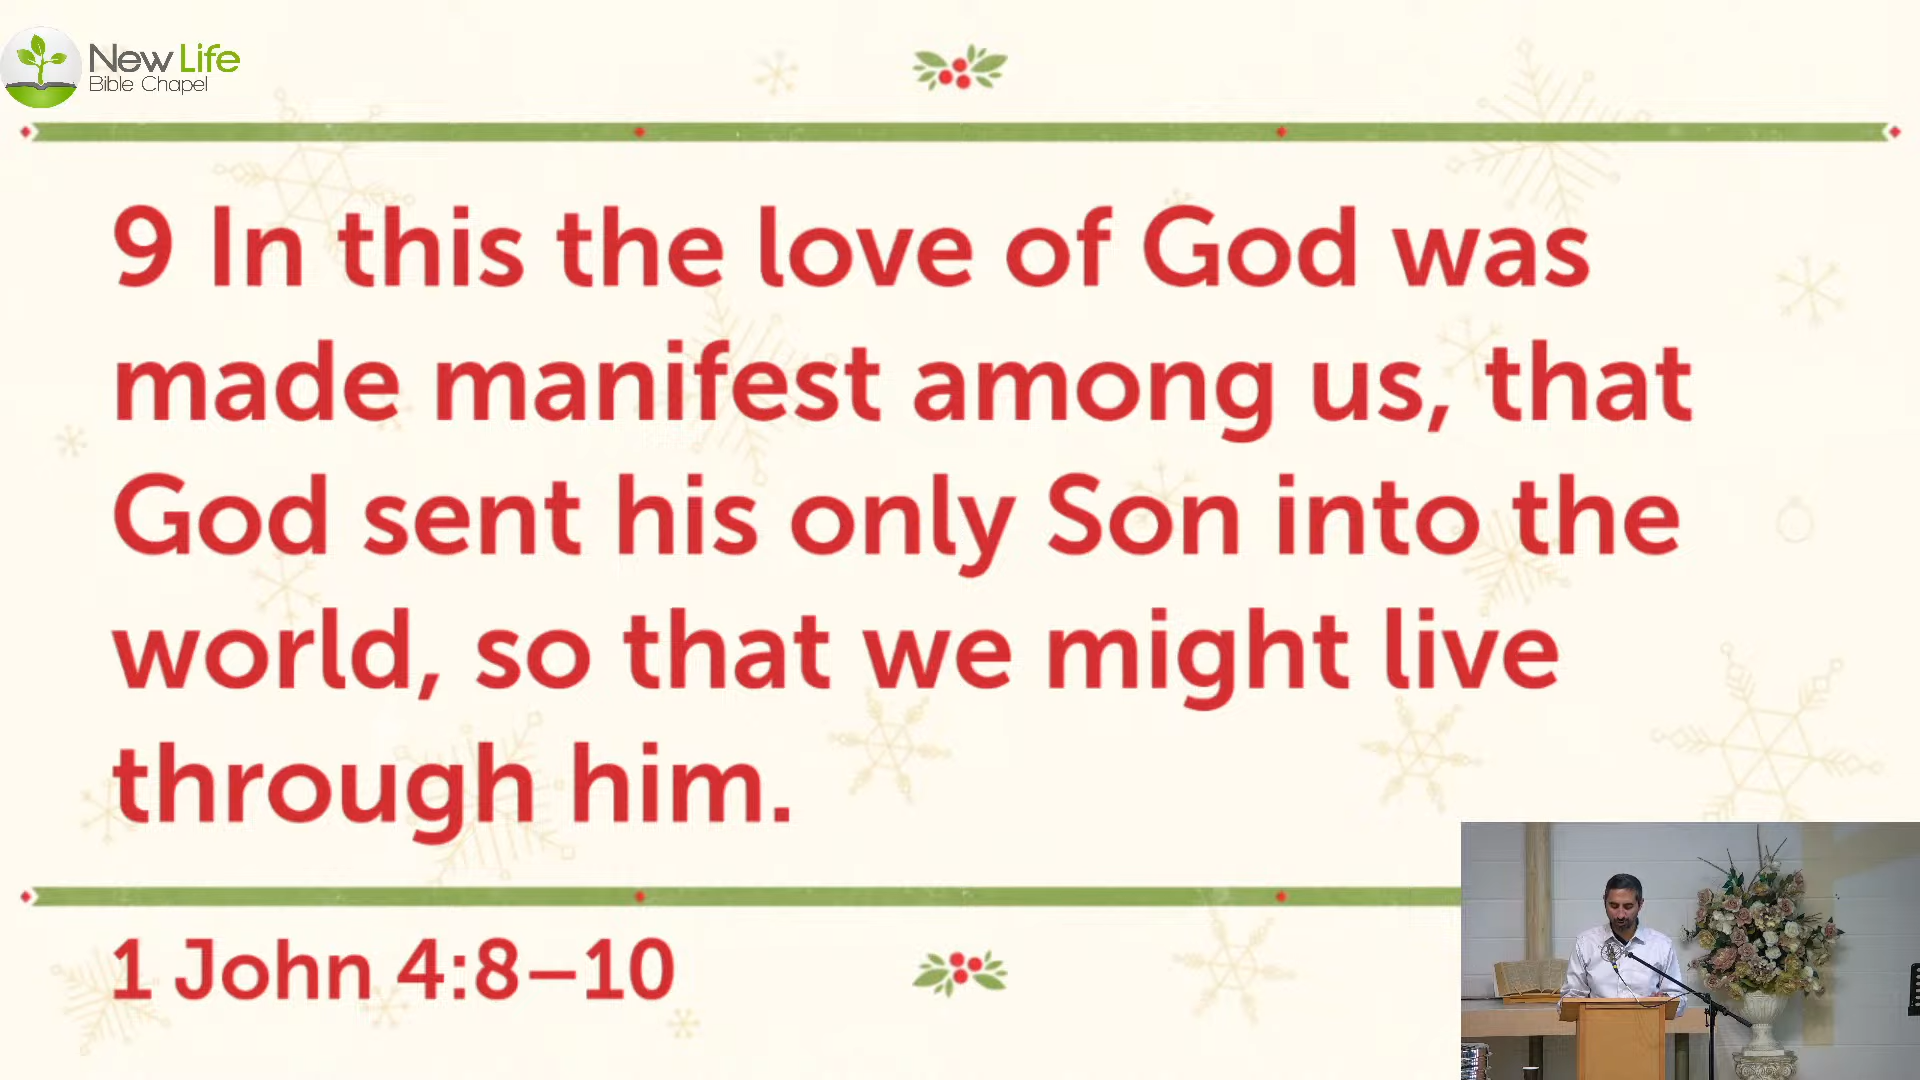 New Life
Bible Chapel
9 In this the love of God was
made manifest among us, that
God sent his only Son into the
world, so that we might live
through him.
1 John 4:8–10